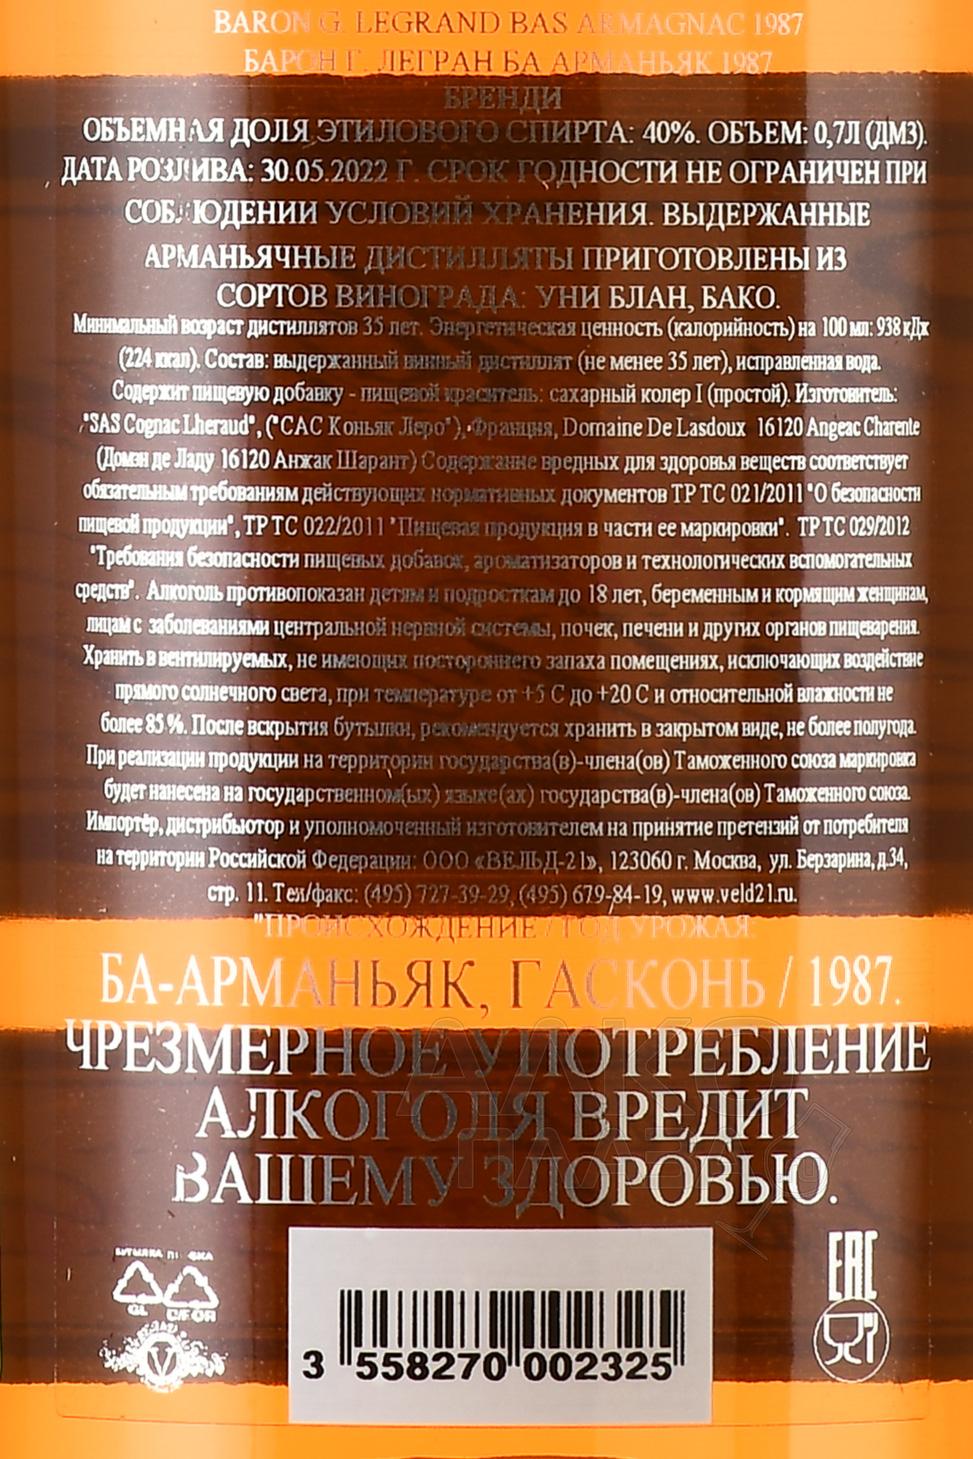 BARON G. LEGRAND BAS ARMAGNAC 1987
БАРОН Г. ЛЕГРАН БА АРМАНЬЯК 1987
БРЕНДИ
ОБЪЕМНАЯ ДОЛЯ ЭТИЛОВОГО СПИРТА: 40%. ОБЪЕМ: 0,7Л (ДМ3).
ДАТА РОЗЛИВА: 30.05.2022 Г. СРОК ГОДНОСТИ НЕ ОГРАНИЧЕН ПРИ
СОБЛЮДЕНИИ УСЛОВИЙ ХРАНЕНИЯ. ВЫДЕРЖАННЫЕ
АРМАНЬЯЧНЫЕ ДИСТИЛЛЯТЫ ПРИГОТОВЛЕНЫ ИЗ
СОРТОВ ВИНОГРАДА: УНИ БЛАН, БАКО.
Минимальный возраст дистиллятов 35 лет. Энергетическая ценность (калорийность) на 100 мл: 938 кДж
(224 ккал). Состав: выдержанный винный дистиллят (не менее 35 лет), исправленная вода.
Содержит пищевую добавку - пищевой краситель: сахарный колер I (простой). Изготовитель:
"SAS Cognac Lheraud", ("САС Коньяк Леро"), Франция, Domaine De Lasdoux 16120 Angeac Charente
(Домэн де Ладу 16120 Анжак Шарант) Содержание вредных для здоровья веществ соответствует
обязательным требованиям действующих нормативных документов ТР ТС 021/2011 "О безопасности
пищевой продукции", ТР ТС 022/2011 "Пищевая продукция в части ее маркировки". ТР ТС 029/2012
"Требования безопасности пищевых добавок, ароматизаторов и технологических вспомогательных
средств". Алкоголь противопоказан детям и подросткам до 18 лет, беременным и кормящим женщинам,
лицам с заболеваниями центральной нервной системы, почек, печени и других органов пищеварения.
Хранить в вентилируемых, не имеющих постороннего запаха помещениях, исключающих воздействие
прямого солнечного света, при температуре от +5 С до +20 С и относительной влажности не
более 85 %. После вскрытия бутылки, рекомендуется хранить в закрытом виде, не более полугода.
При реализации продукции на территории государства(в)-члена(ов) Таможенного союза маркировка
будет нанесена на государственном(ых) языке(ах) государства(в)-члена(ов) Таможенного союза.
Импортёр, дистрибьютор и уполномоченный изготовителем на принятие претензий от потребителя
на территории Российской Федерации: ООО «ВЕЛЬД-21», 123060 г. Москва, ул. Берзарина, д.34,
стр. 11. Тел/факс: (495) 727-39-29, (495) 679-84-19, www.veld21.ru.
"ПРОИСХОЖДЕНИЕ / ГОД УРОЖАЯ:
БА-АРМАНЬЯК, ГАСКОНЬ / 1987.
ЧРЕЗМЕРНОЕ УПОТРЕБЛЕНИЕ
АЛКОГОЛЯ ВРЕДИТ
ВАШЕМУ ЗДОРОВЬЮ.
БУТЫЛКА ПРОБКА
GL C/FOR
EAC
3 558270 002325
АЛКО
ПЛЭЙС